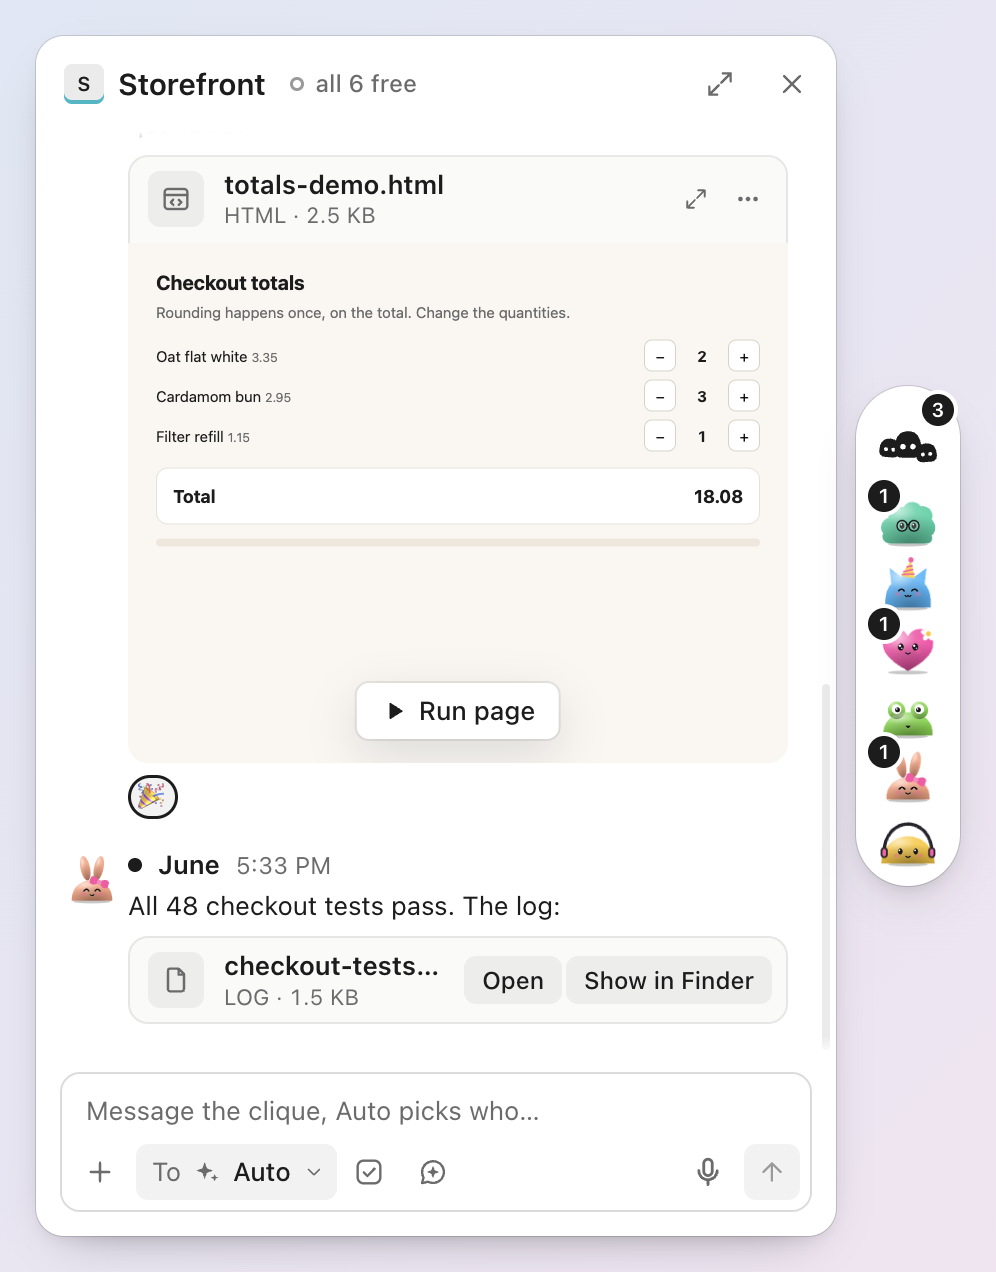 S Storefront all 6 free
totals-demo.html
HTML · 2.5 KB
Checkout totals
Rounding happens once, on the total. Change the quantities.
Oat flat white 3.35 – 2 +
Cardamom bun 2.95 – 3 +
Filter refill 1.15 – 1 +
Total 18.08
Run page
June 5:33 PM
All 48 checkout tests pass. The log:
checkout-tests...
LOG · 1.5 KB
Open Show in Finder
Message the clique, Auto picks who...
To Auto
3
1
1
1